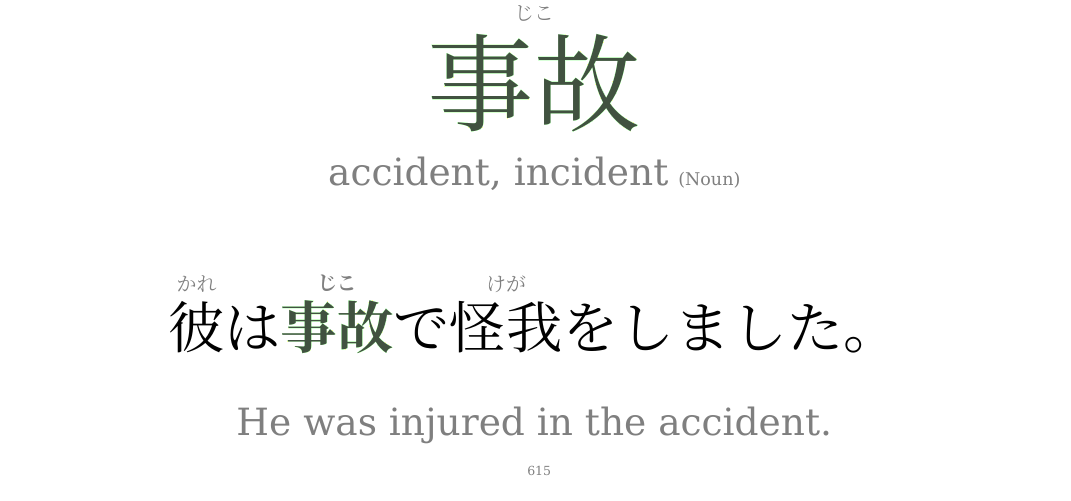 じこ
事故
accident, incident (Noun)
かれ じこ けが
彼は事故で怪我をしました。
He was injured in the accident.
615